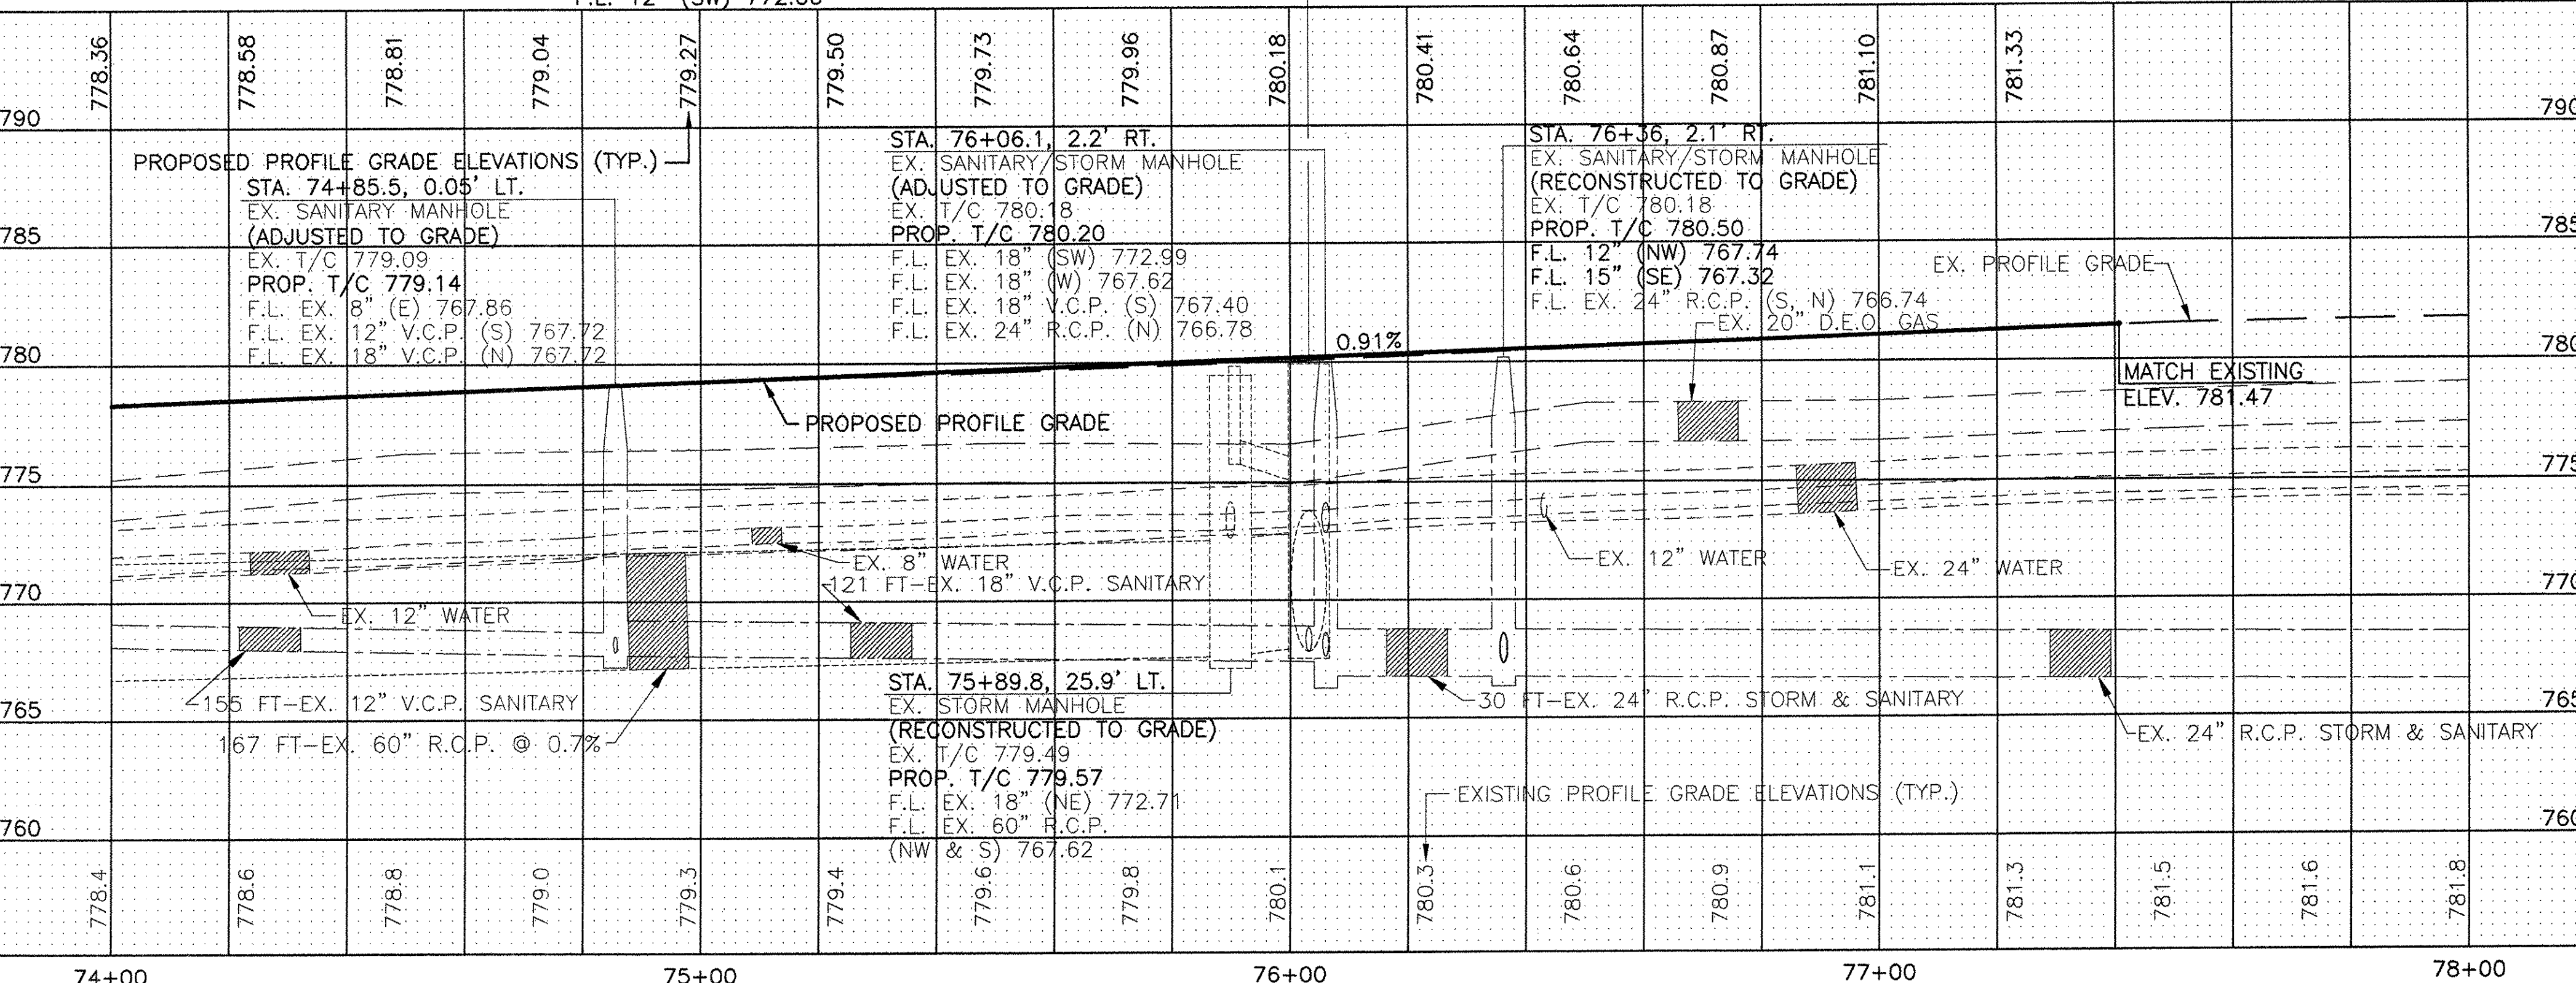 778.36
778.58
778.81
779.04
779.27
779.50
779.73
779.96
780.18
780.41
780.64
780.87
781.10
781.33
790
790
PROPOSED PROFILE GRADE ELEVATIONS (TYP.)
STA. 74+85.5, 0.05' LT.
EX. SANITARY MANHOLE
(ADJUSTED TO GRADE)
EX. T/C 779.09
PROP. T/C 779.14
F.L. EX. 8" (E) 767.86
F.L. EX. 12" V.C.P. (S) 767.72
F.L. EX. 18" V.C.P. (N) 767.72
STA. 76+06.1, 2.2' RT.
EX. SANITARY/STORM MANHOLE
(ADJUSTED TO GRADE)
EX. T/C 780.18
PROP. T/C 780.20
F.L. EX. 18" (SW) 772.99
F.L. EX. 18" (W) 767.62
F.L. EX. 18" V.C.P. (S) 767.40
F.L. EX. 24" R.C.P. (N) 766.78
STA. 76+36, 2.1' RT.
EX. SANITARY/STORM MANHOLE
(RECONSTRUCTED TO GRADE)
EX. T/C 780.18
PROP. T/C 780.50
F.L. 12" (NW) 767.74
F.L. 15" (SE) 767.32
F.L. EX. 24" R.C.P. (S, N) 766.74
EX. PROFILE GRADE
EX. 20" D.E.O. GAS
785
785
780
780
0.91%
MATCH EXISTING
ELEV. 781.47
PROPOSED PROFILE GRADE
775
775
EX. 8" WATER
EX. 12" WATER
EX. 24" WATER
121 FT-EX. 18" V.C.P. SANITARY
770
770
EX. 12" WATER
155 FT-EX. 12" V.C.P. SANITARY
167 FT-EX. 60" R.C.P. @ 0.7%
STA. 75+89.8, 25.9' LT.
EX. STORM MANHOLE
(RECONSTRUCTED TO GRADE)
EX. T/C 779.49
PROP. T/C 779.57
F.L. EX. 18" (NE) 772.71
F.L. EX. 60" R.C.P.
(NW & S) 767.62
30 FT-EX. 24" R.C.P. STORM & SANITARY
EX. 24" R.C.P. STORM & SANITARY
765
765
EXISTING PROFILE GRADE ELEVATIONS (TYP.)
760
760
778.4
778.6
778.8
779.0
779.3
779.4
779.6
779.8
780.1
780.3
780.6
780.9
781.1
781.3
781.5
781.6
781.8
74+00
75+00
76+00
77+00
78+00